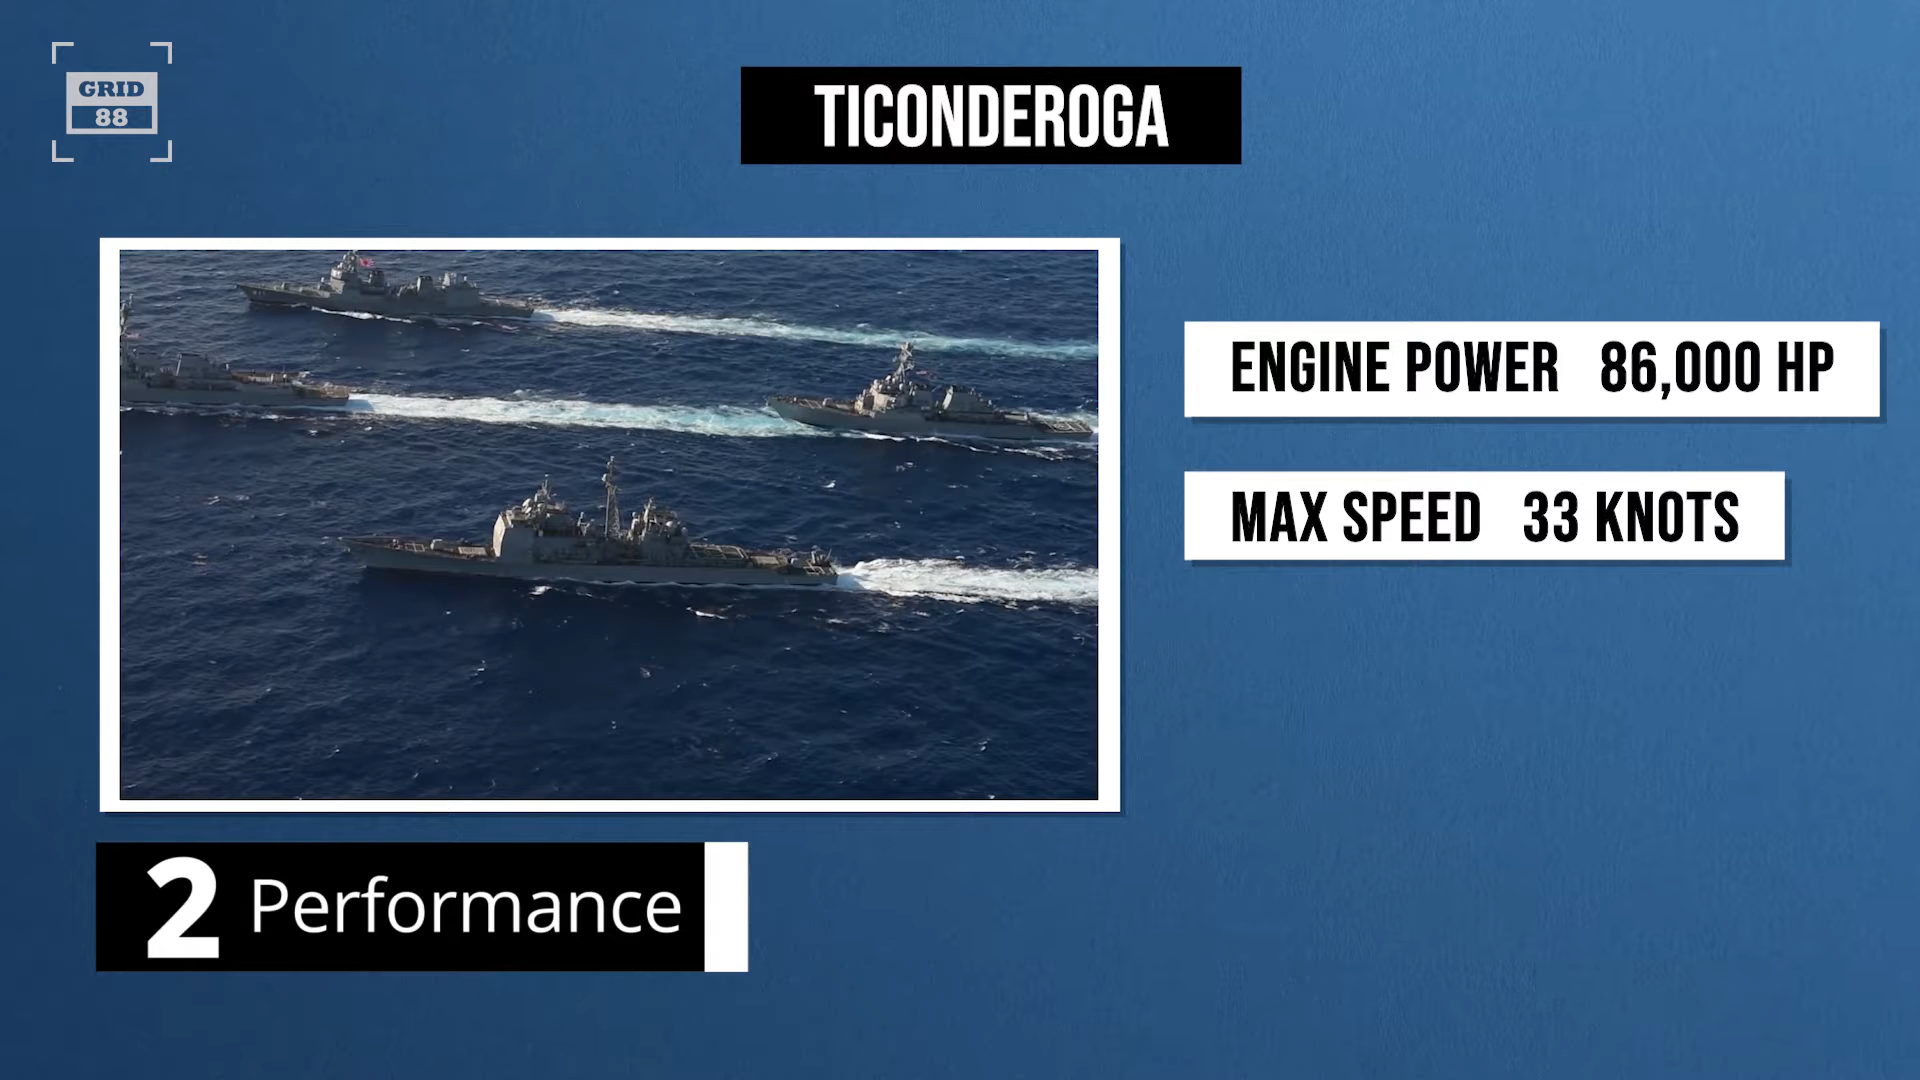 GRID
88
TICONDEROGA
ENGINE POWER 86,000 HP
MAX SPEED 33 KNOTS
2 Performance